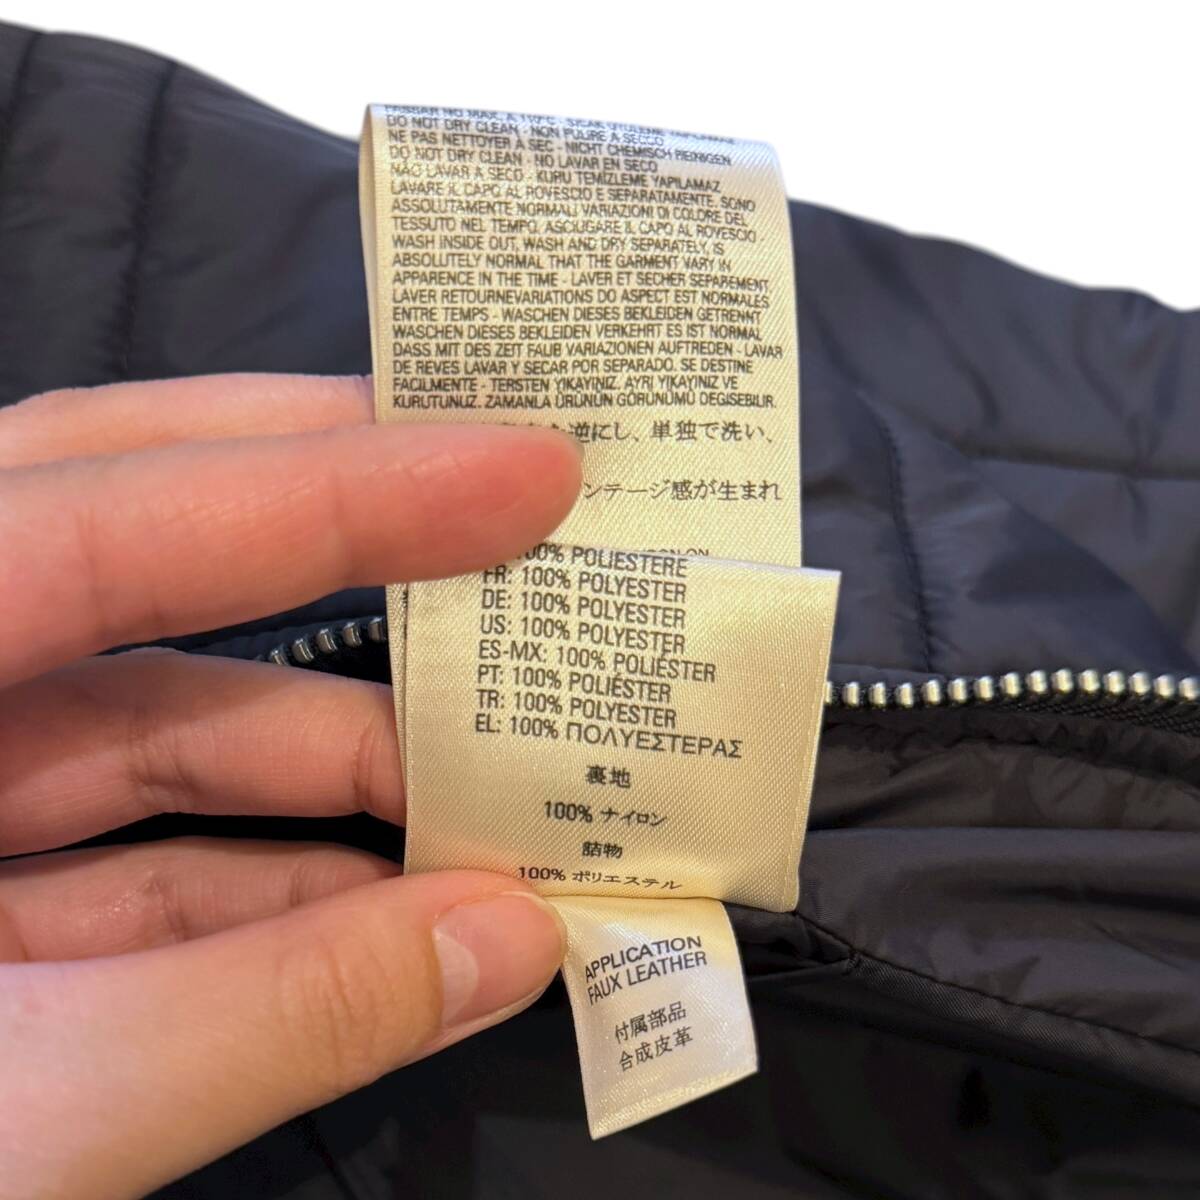 NO MAX. A 110°C
DO NOT DRY CLEAN - NON PULIRE A SECCO
NE PAS NETTOYER À SEC - NICHT CHEMISCH REINIGEN
DO NOT DRY CLEAN - NO LAVAR EN SECO
NÃO LAVAR A SECO - KURU TEMIZLEME YAPILAMAZ
LAVARE IL CAPO AL ROVESCIO E SEPARATAMENTE. SONO
ASSOLUTAMENTE NORMALI VARIAZIONI DI COLORE DEL
TESSUTO NEL TEMPO. ASCIUGARE IL CAPO AL ROVESCIO -
WASH INSIDE OUT, WASH AND DRY SEPARATELY, IS
ABSOLUTELY NORMAL THAT THE GARMENT VARY IN
APPARENCE IN THE TIME - LAVER ET SECHER SEPAREMENT.
LAVER RETOURNEVARIATIONS DO ASPECT EST NORMALES
ENTRE TEMPS - WASCHEN DIESES BEKLEIDEN GETRENNT
WASCHEN DIESES BEKLEIDEN VERKEHRT ES IST NORMAL
DASS MIT DES ZEIT FAUB VARIAZIONEN AUFTREDEN - LAVAR
DE REVES LAVAR Y SECAR POR SEPARADO. SE DESTINE
FACILMENTE - TERSTEN YIKAYINIZ. AYRI YIKAYINIZ VE
KURUTUNUZ. ZAMANLA ÜRÜNÜN GÖRÜNÜMÜ DEGISEBILIR.
逆にし、単独で洗い、
ンテージ感が生まれ
ON
100% POLIESTERE
FR: 100% POLYESTER
DE: 100% POLYESTER
US: 100% POLYESTER
ES-MX: 100% POLIÉSTER
PT: 100% POLIÉSTER
TR: 100% POLYESTER
EL: 100% ΠΟΛΥΕΣΤΕΡΑΣ
裏地
100% ナイロン
詰物
100% ポリエステル
APPLICATION
FAUX LEATHER
付属部品
合成皮革